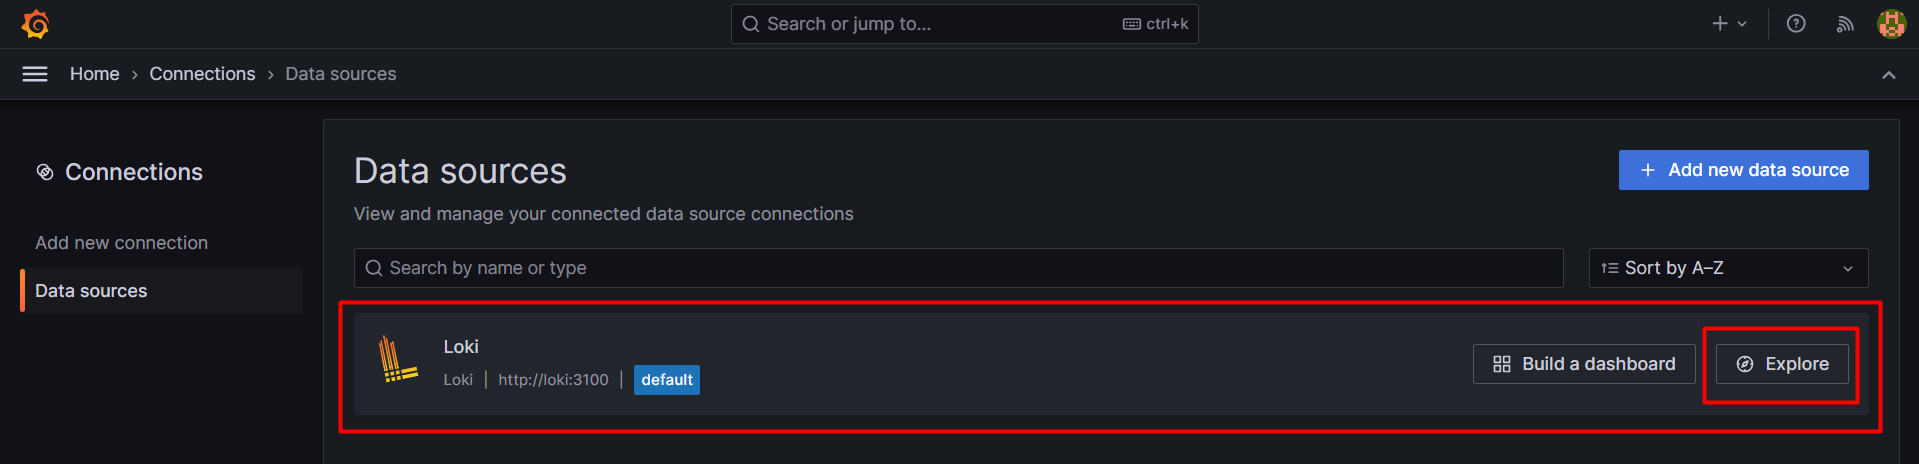 Search or jump to... ctrl+k
Home › Connections › Data sources
Connections
Add new connection
Data sources
Data sources
View and manage your connected data source connections
+ Add new data source
Search by name or type
Sort by A–Z
Loki
Loki | http://loki:3100 | default
Build a dashboard
Explore